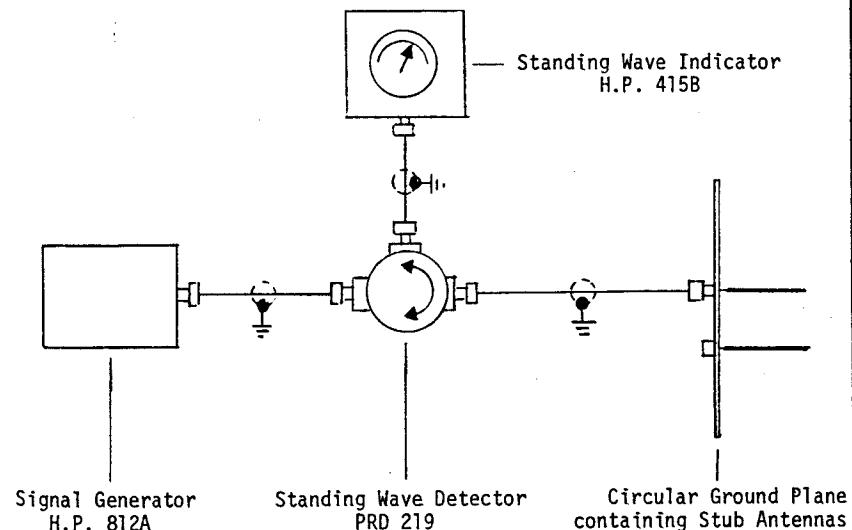 Standing Wave Indicator
H.P. 415B
Signal Generator
H.P. 812A
Standing Wave Detector
PRD 219
Circular Ground Plane
containing Stub Antennas